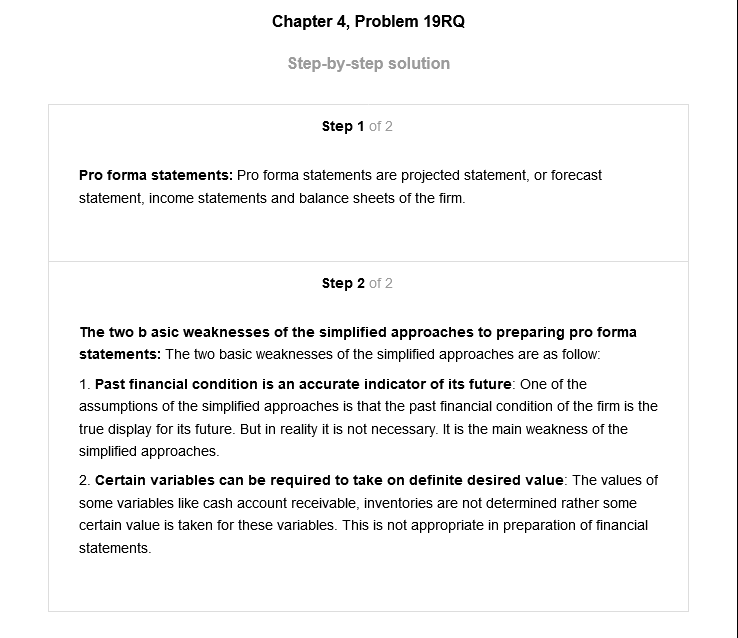 Chapter 4, Problem 19RQ
Step-by-step solution
Step 1 of 2
Pro forma statements: Pro forma statements are projected statement, or forecast
statement, income statements and balance sheets of the firm.
Step 2 of 2
The two b asic weaknesses of the simplified approaches to preparing pro forma
statements: The two basic weaknesses of the simplified approaches are as follow:
1. Past financial condition is an accurate indicator of its future: One of the
assumptions of the simplified approaches is that the past financial condition of the firm is the
true display for its future. But in reality it is not necessary. It is the main weakness of the
simplified approaches.
2. Certain variables can be required to take on definite desired value: The values of
some variables like cash account receivable, inventories are not determined rather some
certain value is taken for these variables. This is not appropriate in preparation of financial
statements.